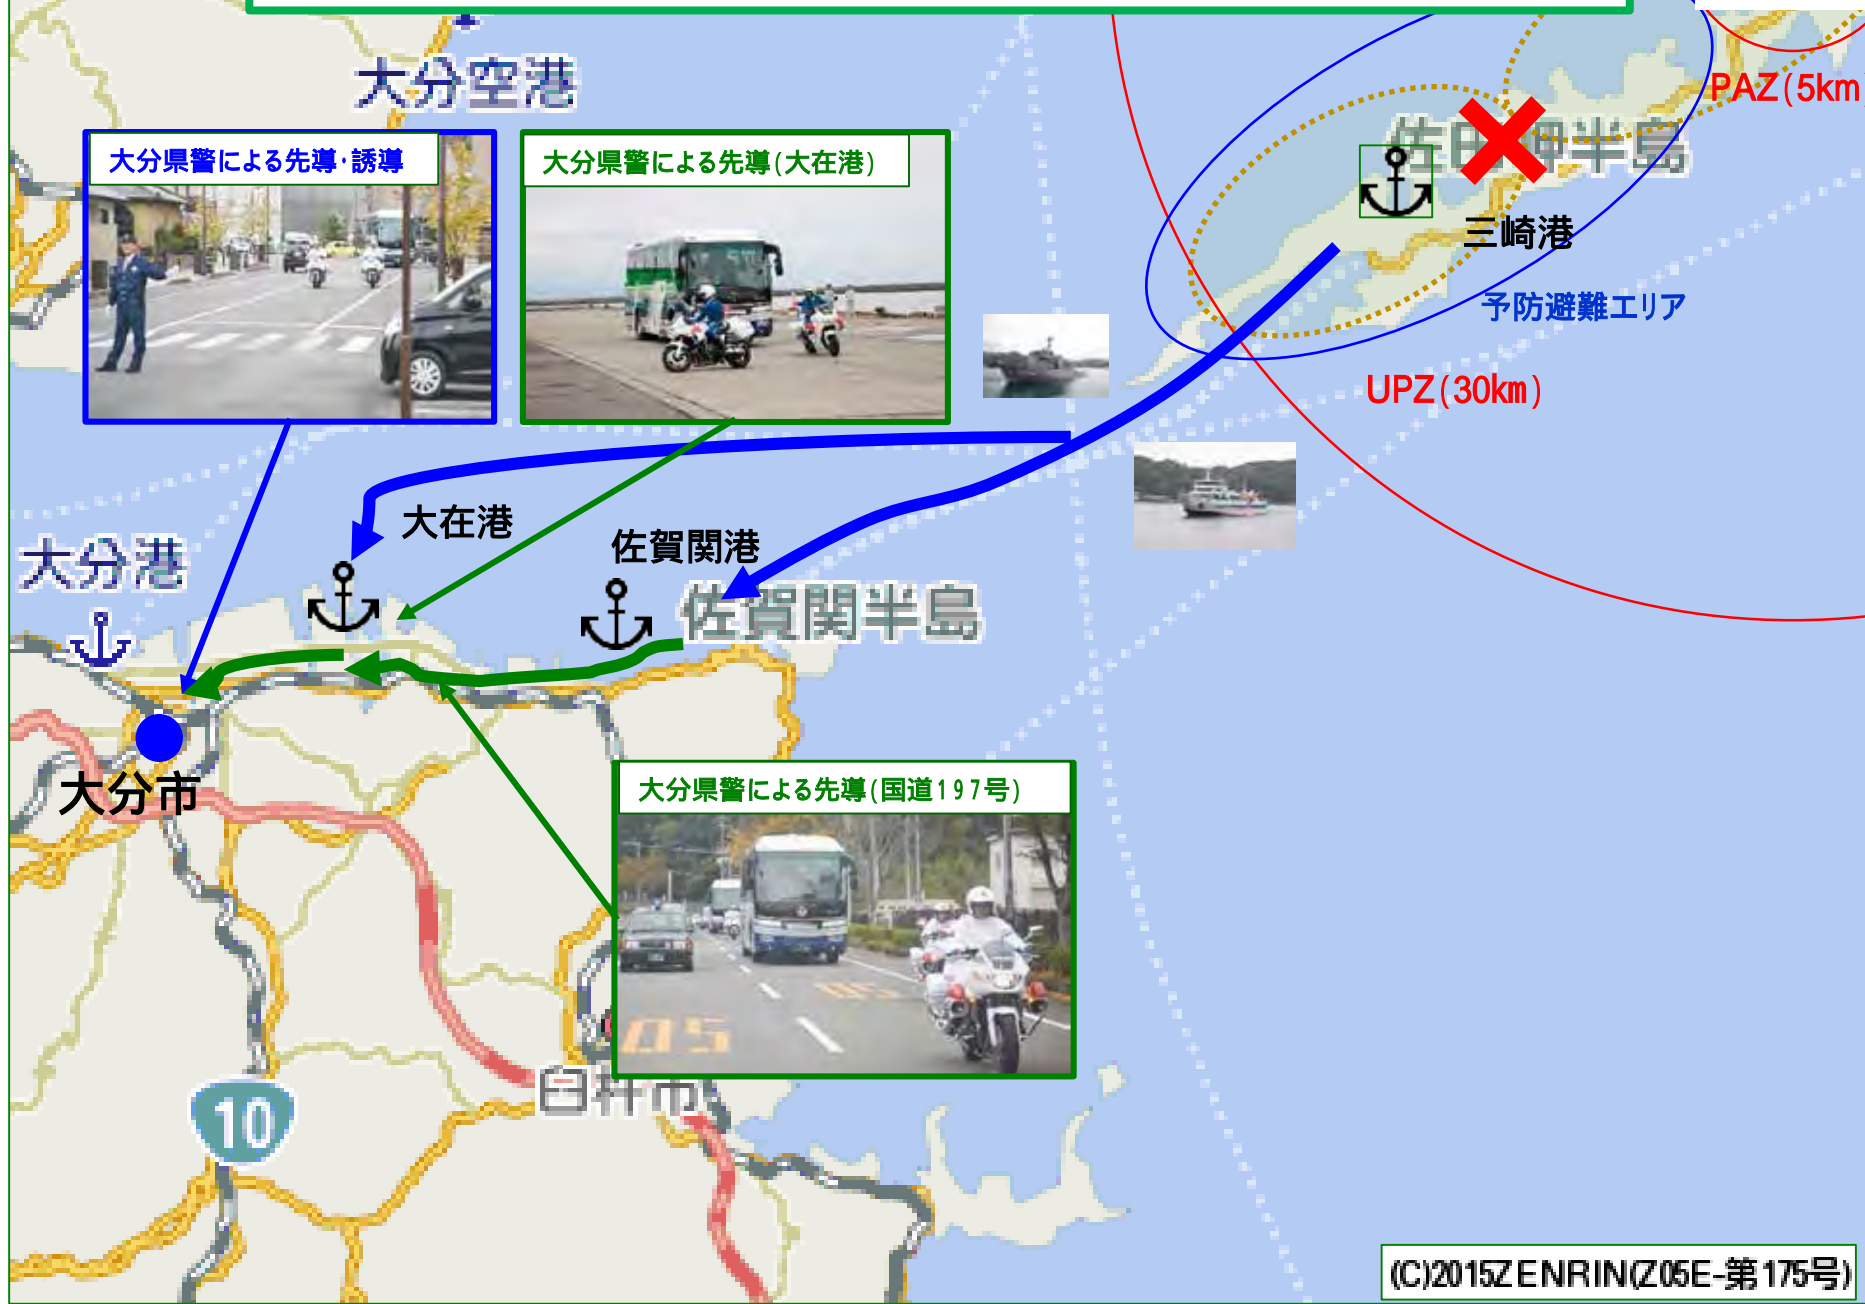 大分空港
PAZ(5km
佐田岬半島
大分県警による先導・誘導
大分県警による先導(大在港)
三崎港
予防避難エリア
UPZ(30km)
大在港
佐賀関港
大分港
佐賀関半島
大分市
大分県警による先導(国道197号)
臼杵市
10
(C)2015ZENRIN(Z05E-第175号)